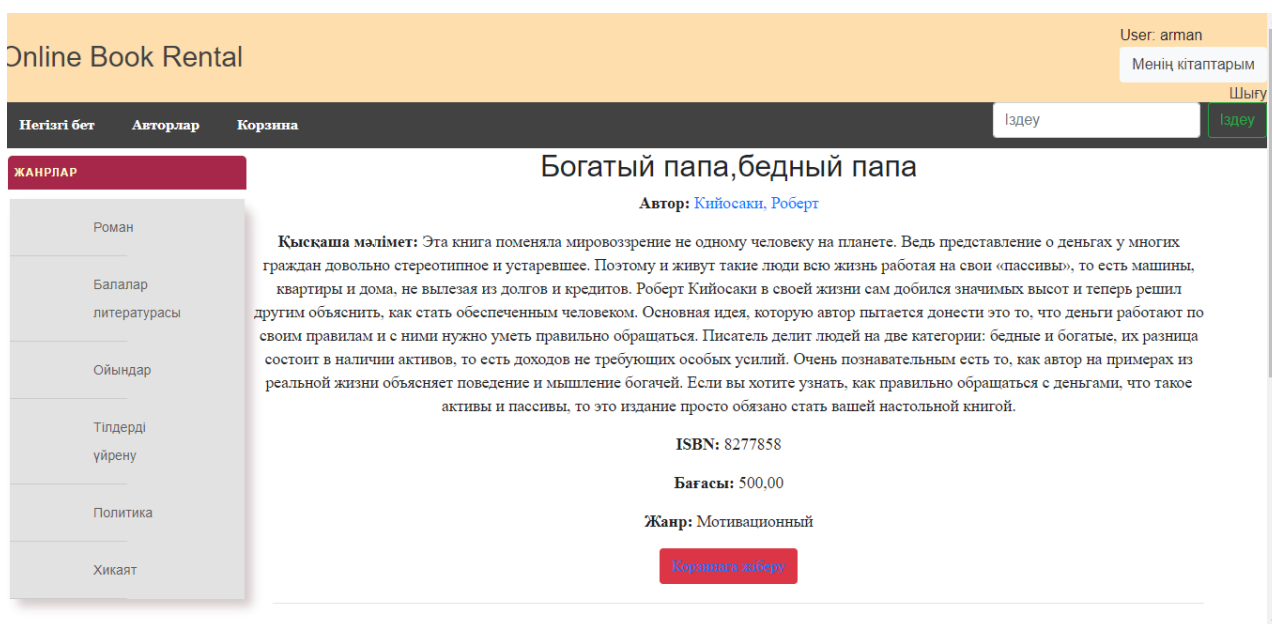 Online Book Rental
User: arman
Менің кітаптарым
Шығу
Негізгі бет Авторлар Корзина
Іздеу Іздеу
ЖАНРЛАР
Роман
Балалар
литературасы
Ойындар
Тілдерді
үйрену
Политика
Хикаят
Богатый папа,бедный папа
Автор: Кийосаки, Роберт
Қысқаша мәлімет: Эта книга поменяла мировоззрение не одному человеку на планете. Ведь представление о деньгах у многих
граждан довольно стереотипное и устаревшее. Поэтому и живут такие люди всю жизнь работая на свои «пассивы», то есть машины,
квартиры и дома, не вылезая из долгов и кредитов. Роберт Кийосаки в своей жизни сам добился значимых высот и теперь решил
другим объяснить, как стать обеспеченным человеком. Основная идея, которую автор пытается донести это то, что деньги работают по
своим правилам и с ними нужно уметь правильно обращаться. Писатель делит людей на две категории: бедные и богатые, их разница
состоит в наличии активов, то есть доходов не требующих особых усилий. Очень познавательным есть то, как автор на примерах из
реальной жизни объясняет поведение и мышление богачей. Если вы хотите узнать, как правильно обращаться с деньгами, что такое
активы и пассивы, то это издание просто обязано стать вашей настольной книгой.
ISBN: 8277858
Бағасы: 500,00
Жанр: Мотивационный
Корзинаға жіберу